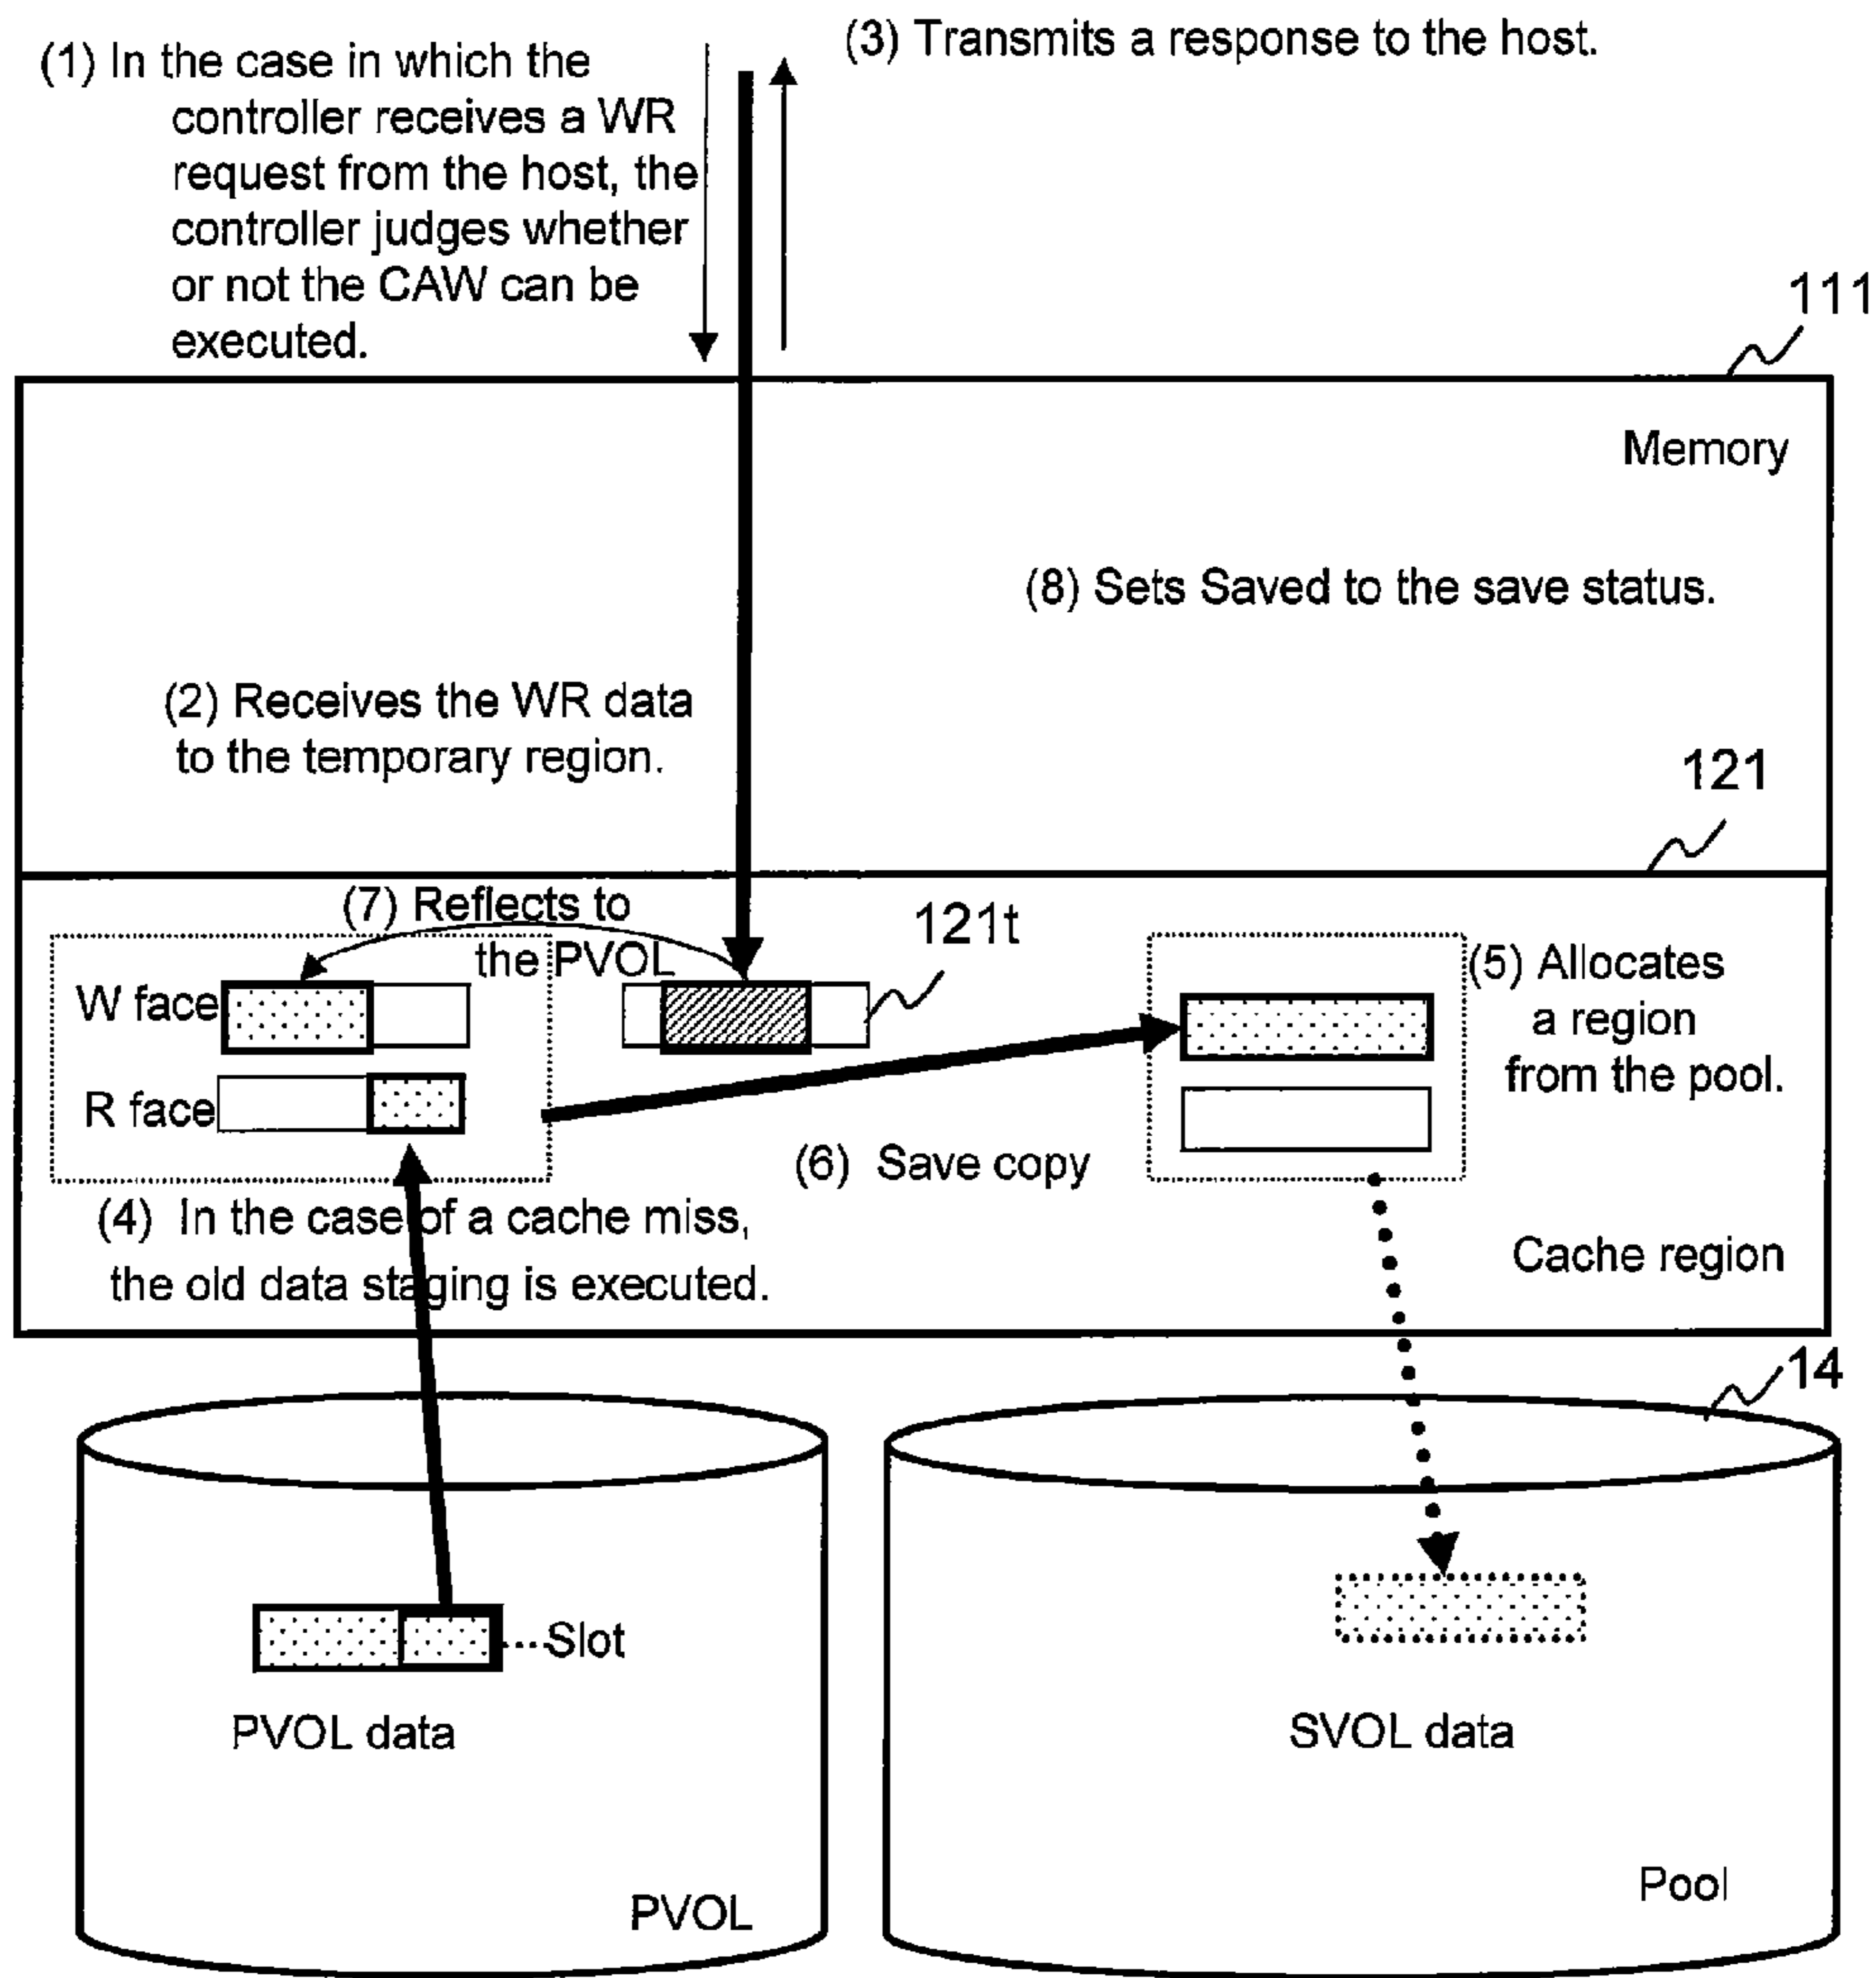 (1) In the case in which the
controller receives a WR
request from the host, the
controller judges whether
or not the CAW can be
executed.
(3) Transmits a response to the host.
111
Memory
(8) Sets Saved to the save status.
(2) Receives the WR data
to the temporary region.
121
(7) Reflects to
the PVOL
121t
W face
R face
(5) Allocates
a region
from the pool.
(6) Save copy
(4) In the case of a cache miss,
the old data staging is executed.
Cache region
14
Slot
PVOL data
PVOL
SVOL data
Pool